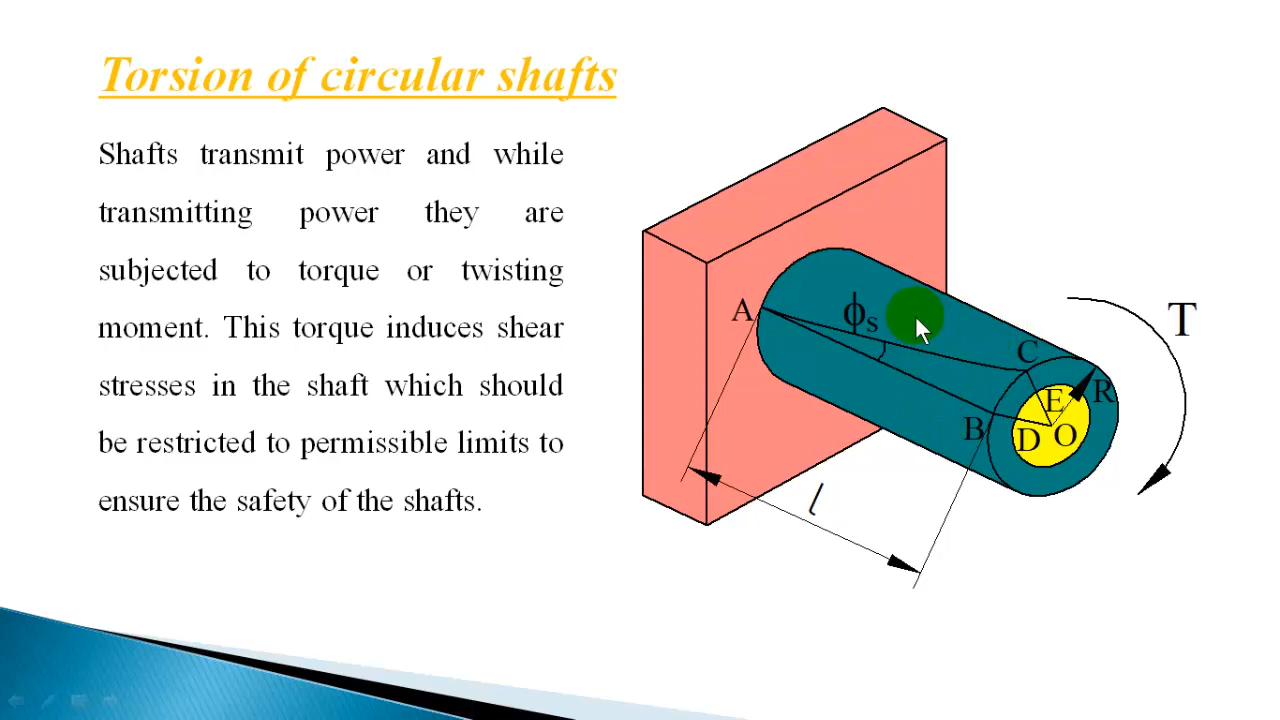 Torsion of circular shafts
Shafts transmit power and while
transmitting power they are
subjected to torque or twisting
moment. This torque induces shear
stresses in the shaft which should
be restricted to permissible limits to
ensure the safety of the shafts.
A
ϕs
T
C
R
E
B
D
O
l